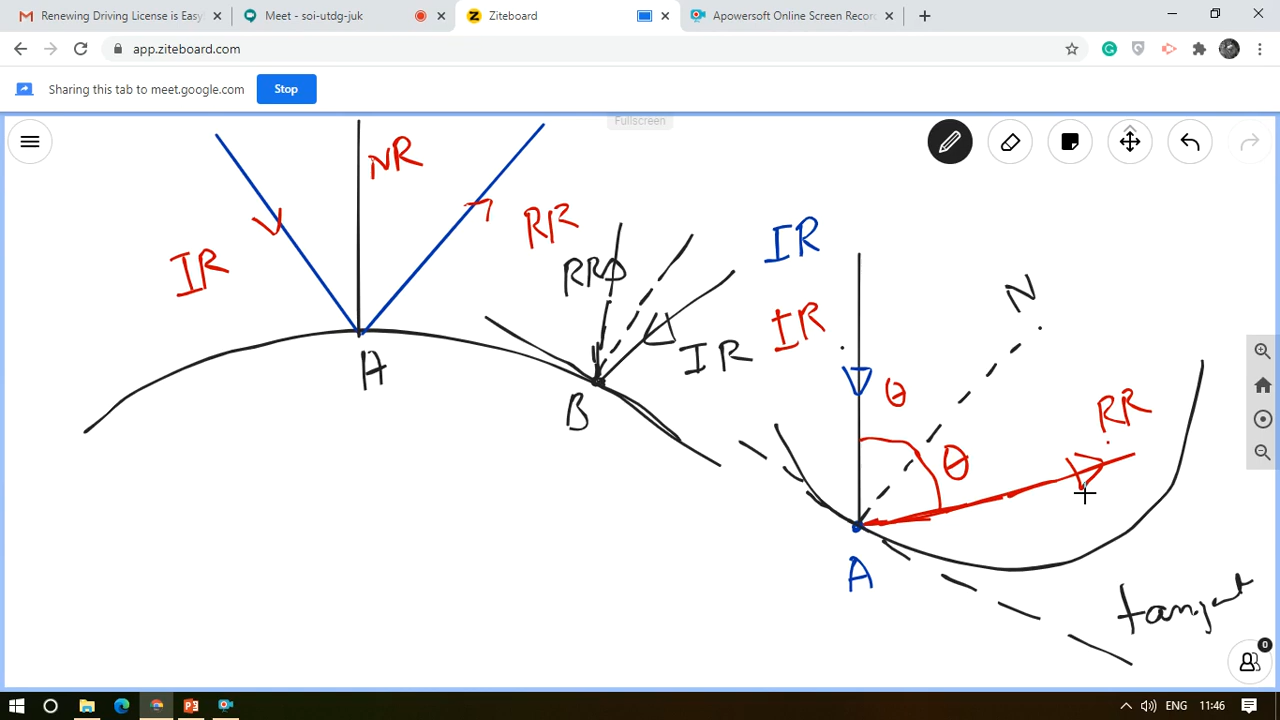 Renewing Driving License is Easy
Meet - soi-utdg-juk
Ziteboard
Apowersoft Online Screen Recor
app.ziteboard.com
Sharing this tab to meet.google.com
Stop
Fullscreen
NR
IR
RR
A
RR
IR
B
IR
IR
N
θ
θ
RR
A
tangent
0
ENG
11:46